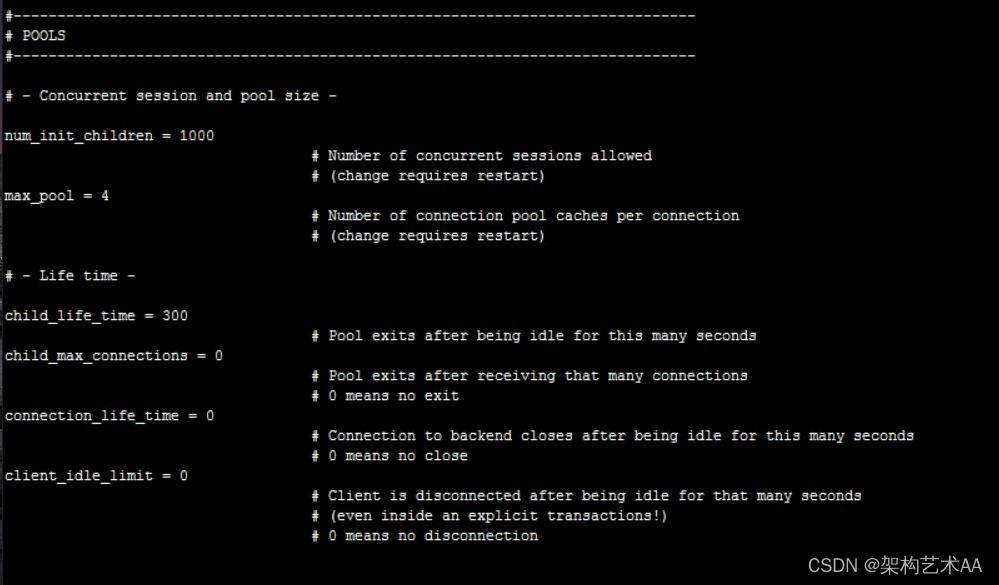 #------------------------------------------------------------------------------
# POOLS
#------------------------------------------------------------------------------
# - Concurrent session and pool size -
num_init_children = 1000
# Number of concurrent sessions allowed
# (change requires restart)
max_pool = 4
# Number of connection pool caches per connection
# (change requires restart)
# - Life time -
child_life_time = 300
# Pool exits after being idle for this many seconds
child_max_connections = 0
# Pool exits after receiving that many connections
# 0 means no exit
connection_life_time = 0
# Connection to backend closes after being idle for this many seconds
# 0 means no close
client_idle_limit = 0
# Client is disconnected after being idle for that many seconds
# (even inside an explicit transactions!)
# 0 means no disconnection
CSDN @架构艺术AA